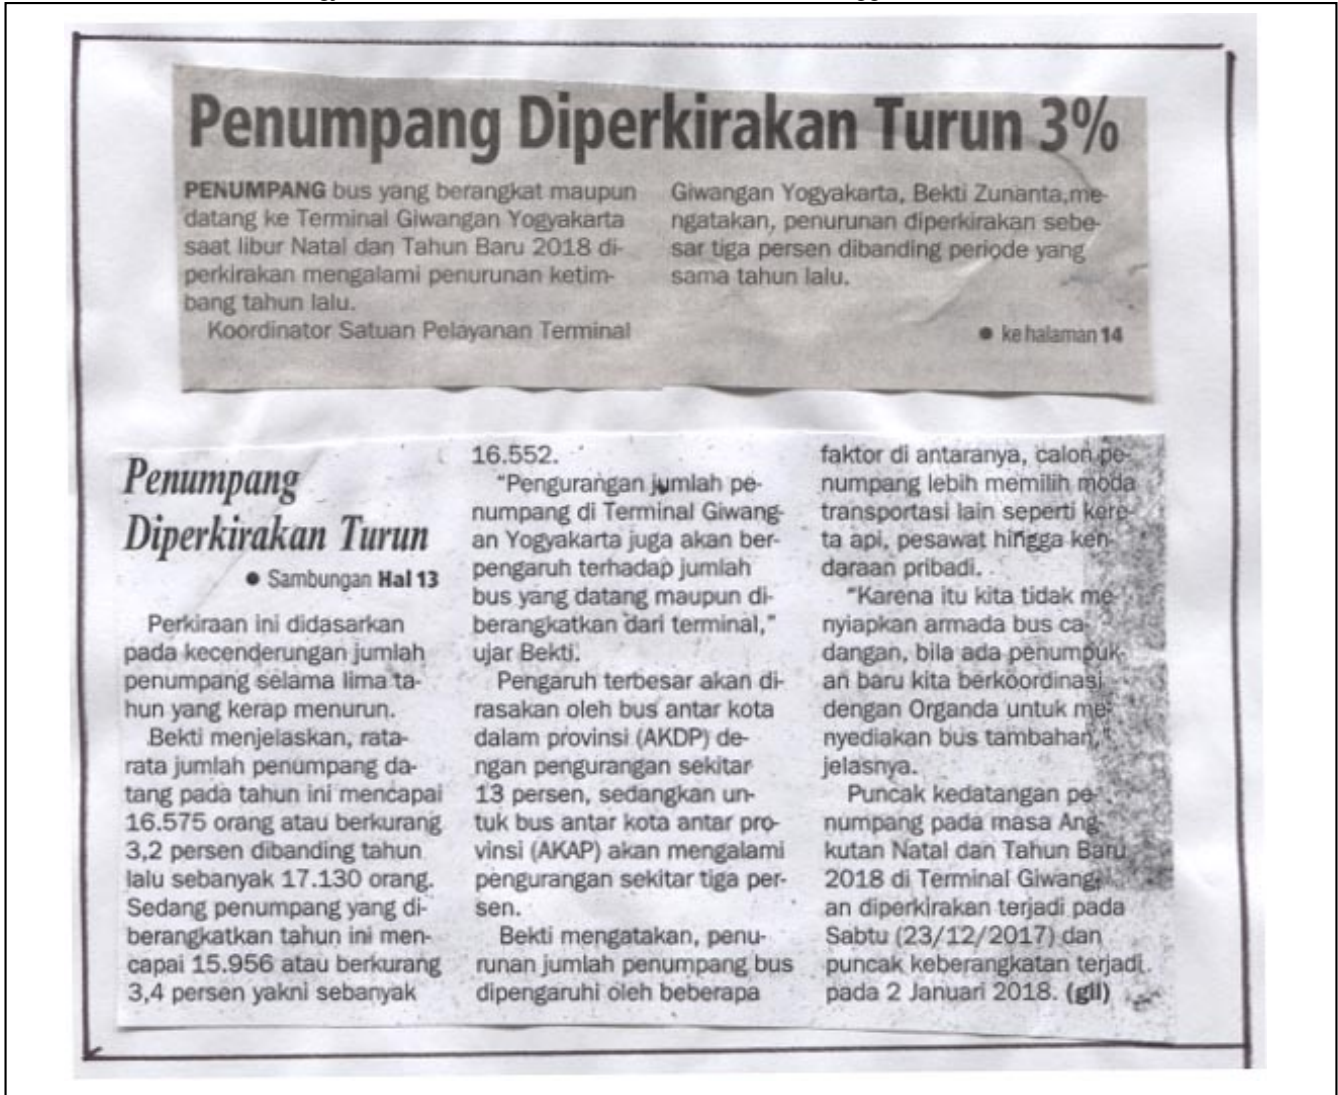 Penumpang Diperkirakan Turun 3%
PENUMPANG bus yang berangkat maupun
datang ke Terminal Giwangan Yogyakarta
saat libur Natal dan Tahun Baru 2018 di-
perkirakan mengalami penurunan ketim-
bang tahun lalu.
Koordinator Satuan Pelayanan Terminal
Giwangan Yogyakarta, Bekti Zunanta,me-
ngatakan, penurunan diperkirakan sebe-
sar tiga persen dibanding periode yang
sama tahun lalu.
● ke halaman 14
Penumpang
Diperkirakan Turun
● Sambungan Hal 13
Perkiraan ini didasarkan
pada kecenderungan jumlah
penumpang selama lima ta-
hun yang kerap menurun.
Bekti menjelaskan, rata-
rata jumlah penumpang da-
tang pada tahun ini mencapai
16.575 orang atau berkurang
3,2 persen dibanding tahun
lalu sebanyak 17.130 orang.
Sedang penumpang yang di-
berangkatkan tahun ini men-
capai 15.956 atau berkurang
3,4 persen yakni sebanyak
16.552.
"Pengurangan jumlah pe-
numpang di Terminal Giwang-
an Yogyakarta juga akan ber-
pengaruh terhadap jumlah
bus yang datang maupun di-
berangkatkan dari terminal,"
ujar Bekti.
Pengaruh terbesar akan di-
rasakan oleh bus antar kota
dalam provinsi (AKDP) de-
ngan pengurangan sekitar
13 persen, sedangkan un-
tuk bus antar kota antar pro-
vinsi (AKAP) akan mengalami
pengurangan sekitar tiga per-
sen.
Bekti mengatakan, penu-
runan jumlah penumpang bus
dipengaruhi oleh beberapa
faktor di antaranya, calon pe-
numpang lebih memilih moda
transportasi lain seperti kere-
ta api, pesawat hingga ken-
daraan pribadi.
"Karena itu kita tidak me-
nyiapkan armada bus ca-
dangan, bila ada penumpuk-
an baru kita berkoordinasi
dengan Organda untuk me-
nyediakan bus tambahan,"
jelasnya.
Puncak kedatangan pe-
numpang pada masa Ang-
kutan Natal dan Tahun Baru
2018 di Terminal Giwang-
an diperkirakan terjadi pada
Sabtu (23/12/2017) dan
puncak keberangkatan terjadi
pada 2 Januari 2018. (gil)